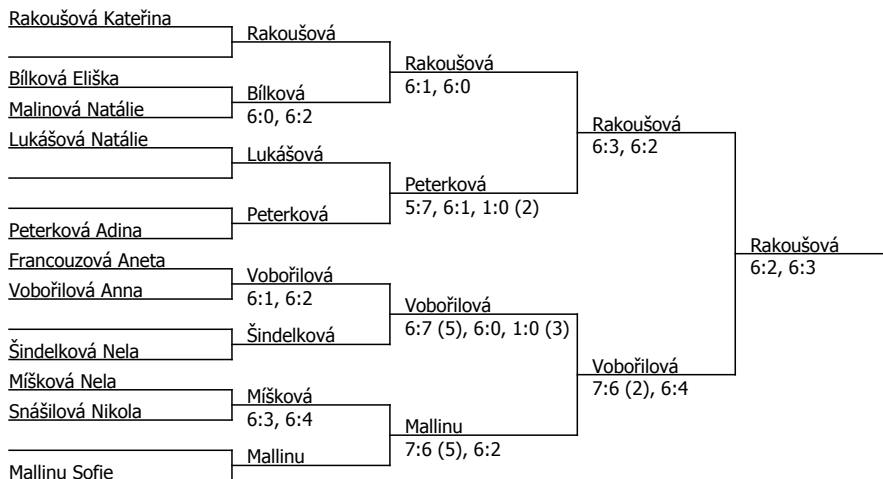 Rakoušová Kateřina
Rakoušová
Rakoušová
6:1, 6:0
Bílková Eliška
Bílková
6:0, 6:2
Malinová Natálie
Rakoušová
6:3, 6:2
Lukášová Natálie
Lukášová
Peterková
5:7, 6:1, 1:0 (2)
Peterková
Peterková Adina
Rakoušová
6:2, 6:3
Francouzová Aneta
Vobořilová
6:1, 6:2
Vobořilová Anna
Vobořilová
6:7 (5), 6:0, 1:0 (3)
Šindelková
Šindelková Nela
Vobořilová
7:6 (2), 6:4
Míšková Nela
Míšková
6:3, 6:4
Snášilová Nikola
Mallinu
7:6 (5), 6:2
Mallinu
Mallinu Sofie